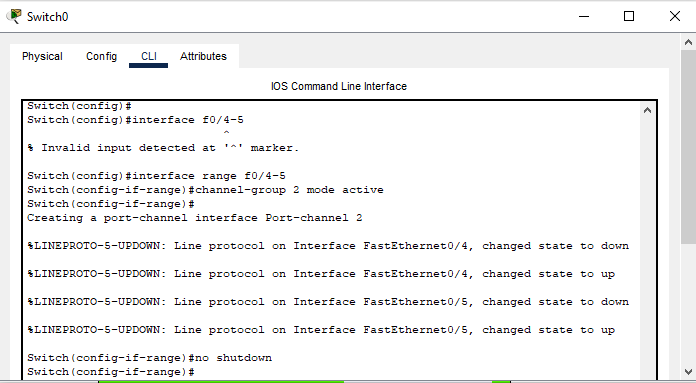 Switch0
Physical Config CLI Attributes
IOS Command Line Interface
Switch(config)#
Switch(config)#interface f0/4-5
^
% Invalid input detected at '^' marker.
Switch(config)#interface range f0/4-5
Switch(config-if-range)#channel-group 2 mode active
Switch(config-if-range)#
Creating a port-channel interface Port-channel 2
%LINEPROTO-5-UPDOWN: Line protocol on Interface FastEthernet0/4, changed state to down
%LINEPROTO-5-UPDOWN: Line protocol on Interface FastEthernet0/4, changed state to up
%LINEPROTO-5-UPDOWN: Line protocol on Interface FastEthernet0/5, changed state to down
%LINEPROTO-5-UPDOWN: Line protocol on Interface FastEthernet0/5, changed state to up
Switch(config-if-range)#no shutdown
Switch(config-if-range)#